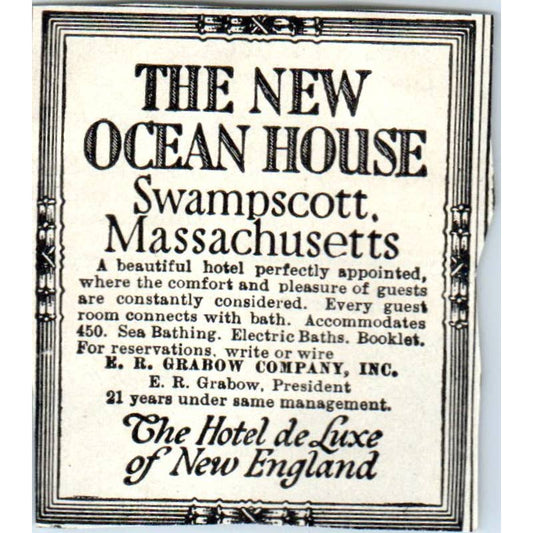 THE NEW
OCEAN HOUSE
Swampscott.
Massachusetts
A beautiful hotel perfectly appointed,
where the comfort and pleasure of guests
are constantly considered. Every guest
room connects with bath. Accommodates
450. Sea Bathing. Electric Baths. Booklet.
For reservations, write or wire
E. R. GRABOW COMPANY, INC.
E. R. Grabow, President
21 years under same management.
The Hotel de Luxe
of New England